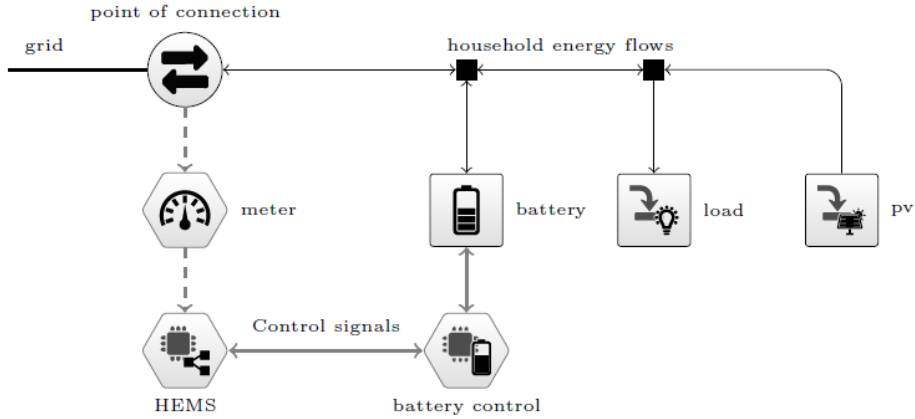 point of connection
grid
household energy flows
meter
battery
load
pv
Control signals
HEMS
battery control